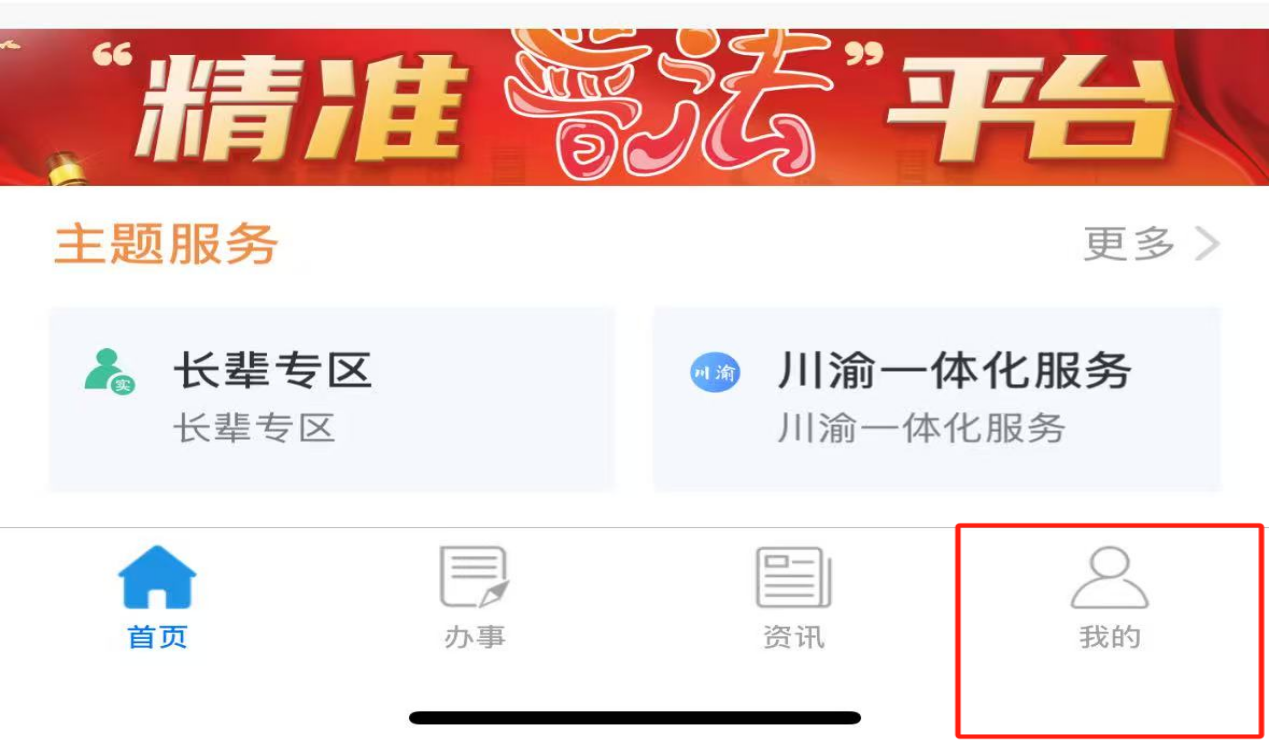 “精准普法”平台
主题服务
更多
实 长辈专区
长辈专区
川渝 川渝一体化服务
川渝一体化服务
首页
办事
资讯
我的